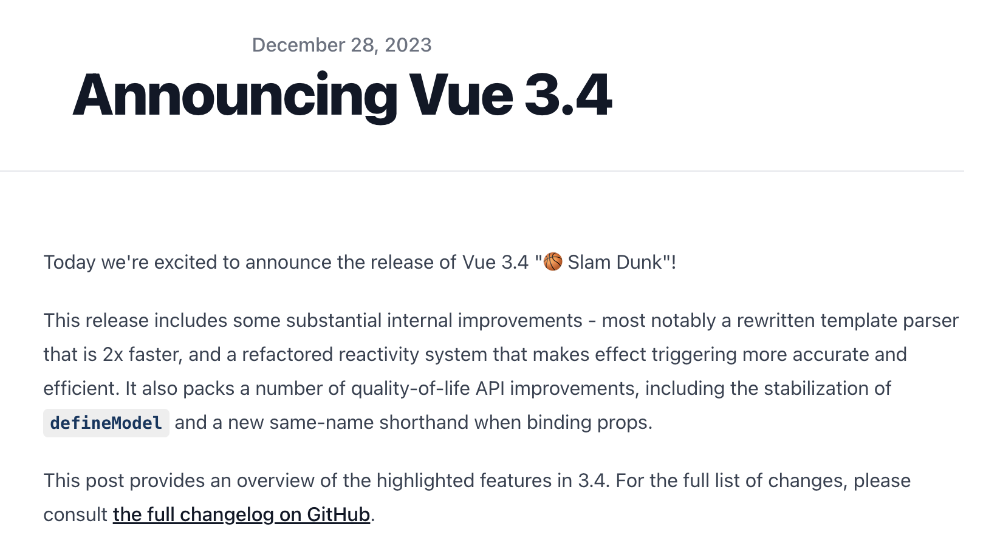 December 28, 2023
Announcing Vue 3.4
Today we're excited to announce the release of Vue 3.4 "🏀 Slam Dunk"!
This release includes some substantial internal improvements - most notably a rewritten template parser
that is 2x faster, and a refactored reactivity system that makes effect triggering more accurate and
efficient. It also packs a number of quality-of-life API improvements, including the stabilization of
defineModel and a new same-name shorthand when binding props.
This post provides an overview of the highlighted features in 3.4. For the full list of changes, please
consult the full changelog on GitHub.